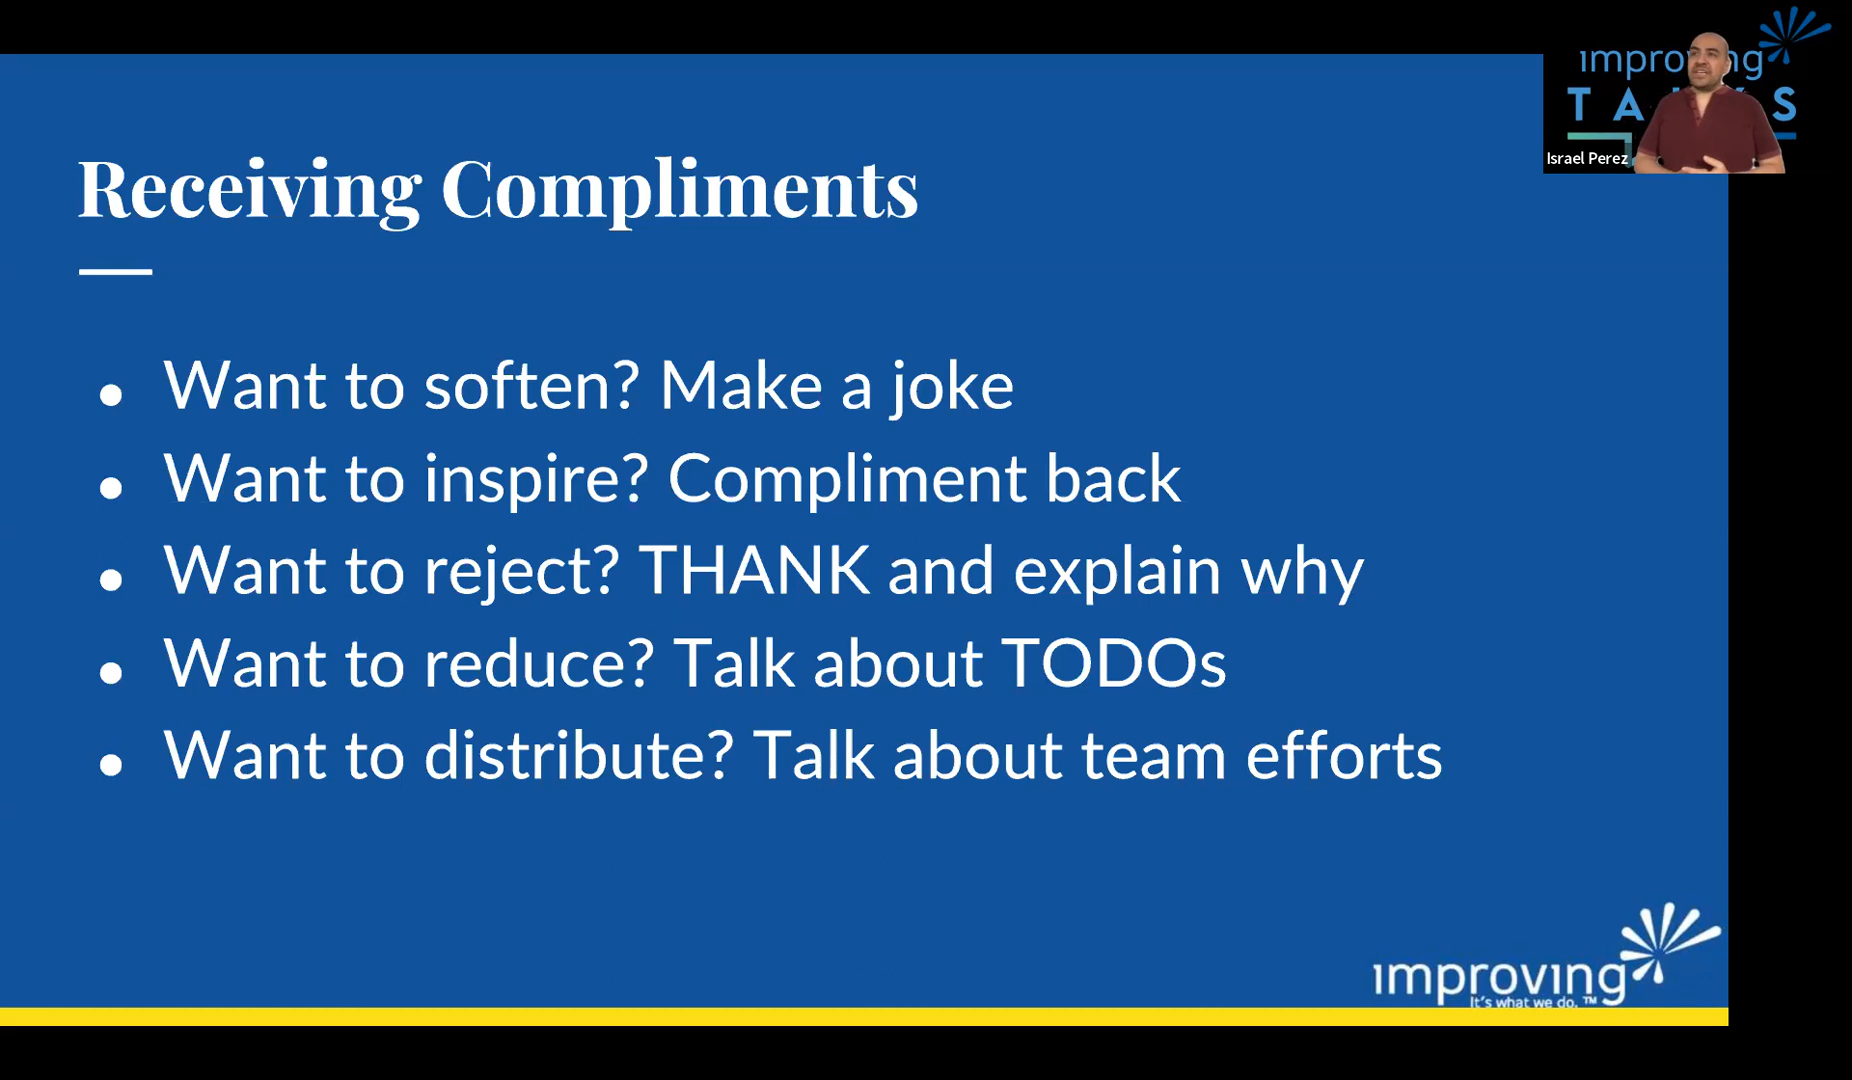 improving
TALKS
Israel Perez
Receiving Compliments
Want to soften? Make a joke
Want to inspire? Compliment back
Want to reject? THANK and explain why
Want to reduce? Talk about TODOs
Want to distribute? Talk about team efforts
improving
It's what we do.™